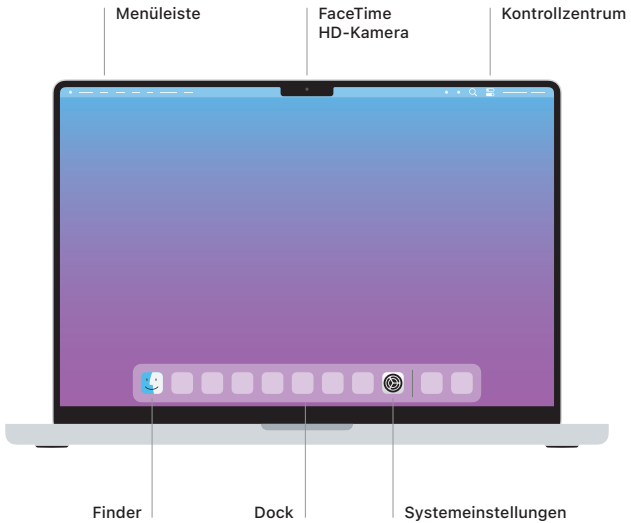 Menüleiste
FaceTime
HD-Kamera
Kontrollzentrum
Finder
Dock
Systemeinstellungen